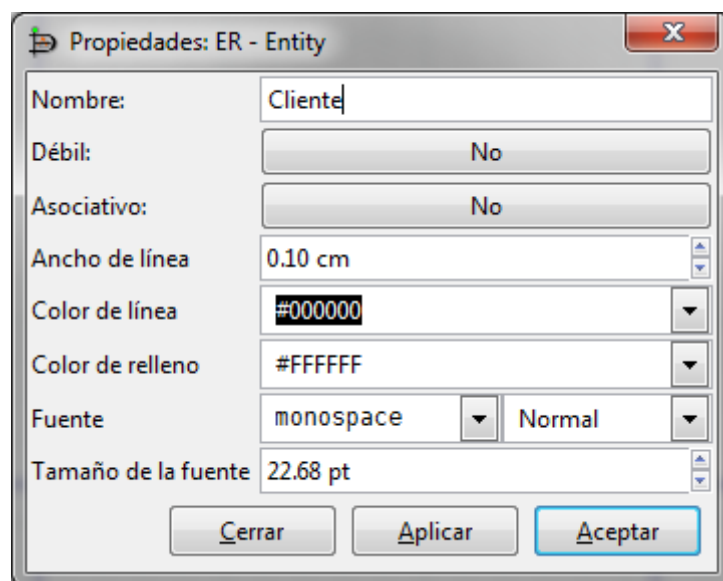 Propiedades: ER - Entity
Nombre: Cliente
Débil: No
Asociativo: No
Ancho de línea 0.10 cm
Color de línea #000000
Color de relleno #FFFFFF
Fuente monospace Normal
Tamaño de la fuente 22.68 pt
Cerrar Aplicar Aceptar